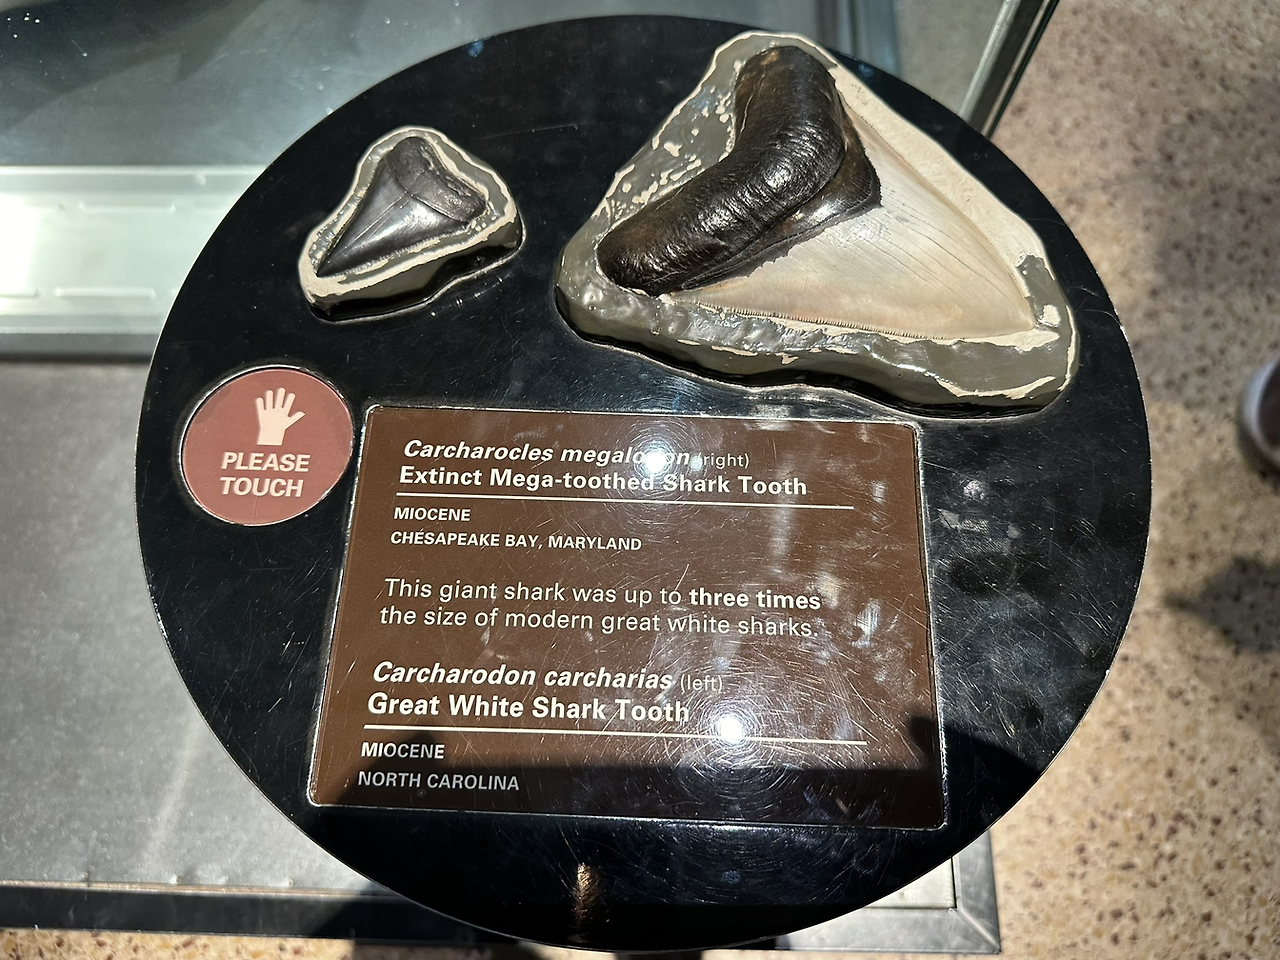 PLEASE
TOUCH
Carcharocles megalodon (right)
Extinct Mega-toothed Shark Tooth
MIOCENE
CHESAPEAKE BAY, MARYLAND
This giant shark was up to three times
the size of modern great white sharks.
Carcharodon carcharias (left)
Great White Shark Tooth
MIOCENE
NORTH CAROLINA